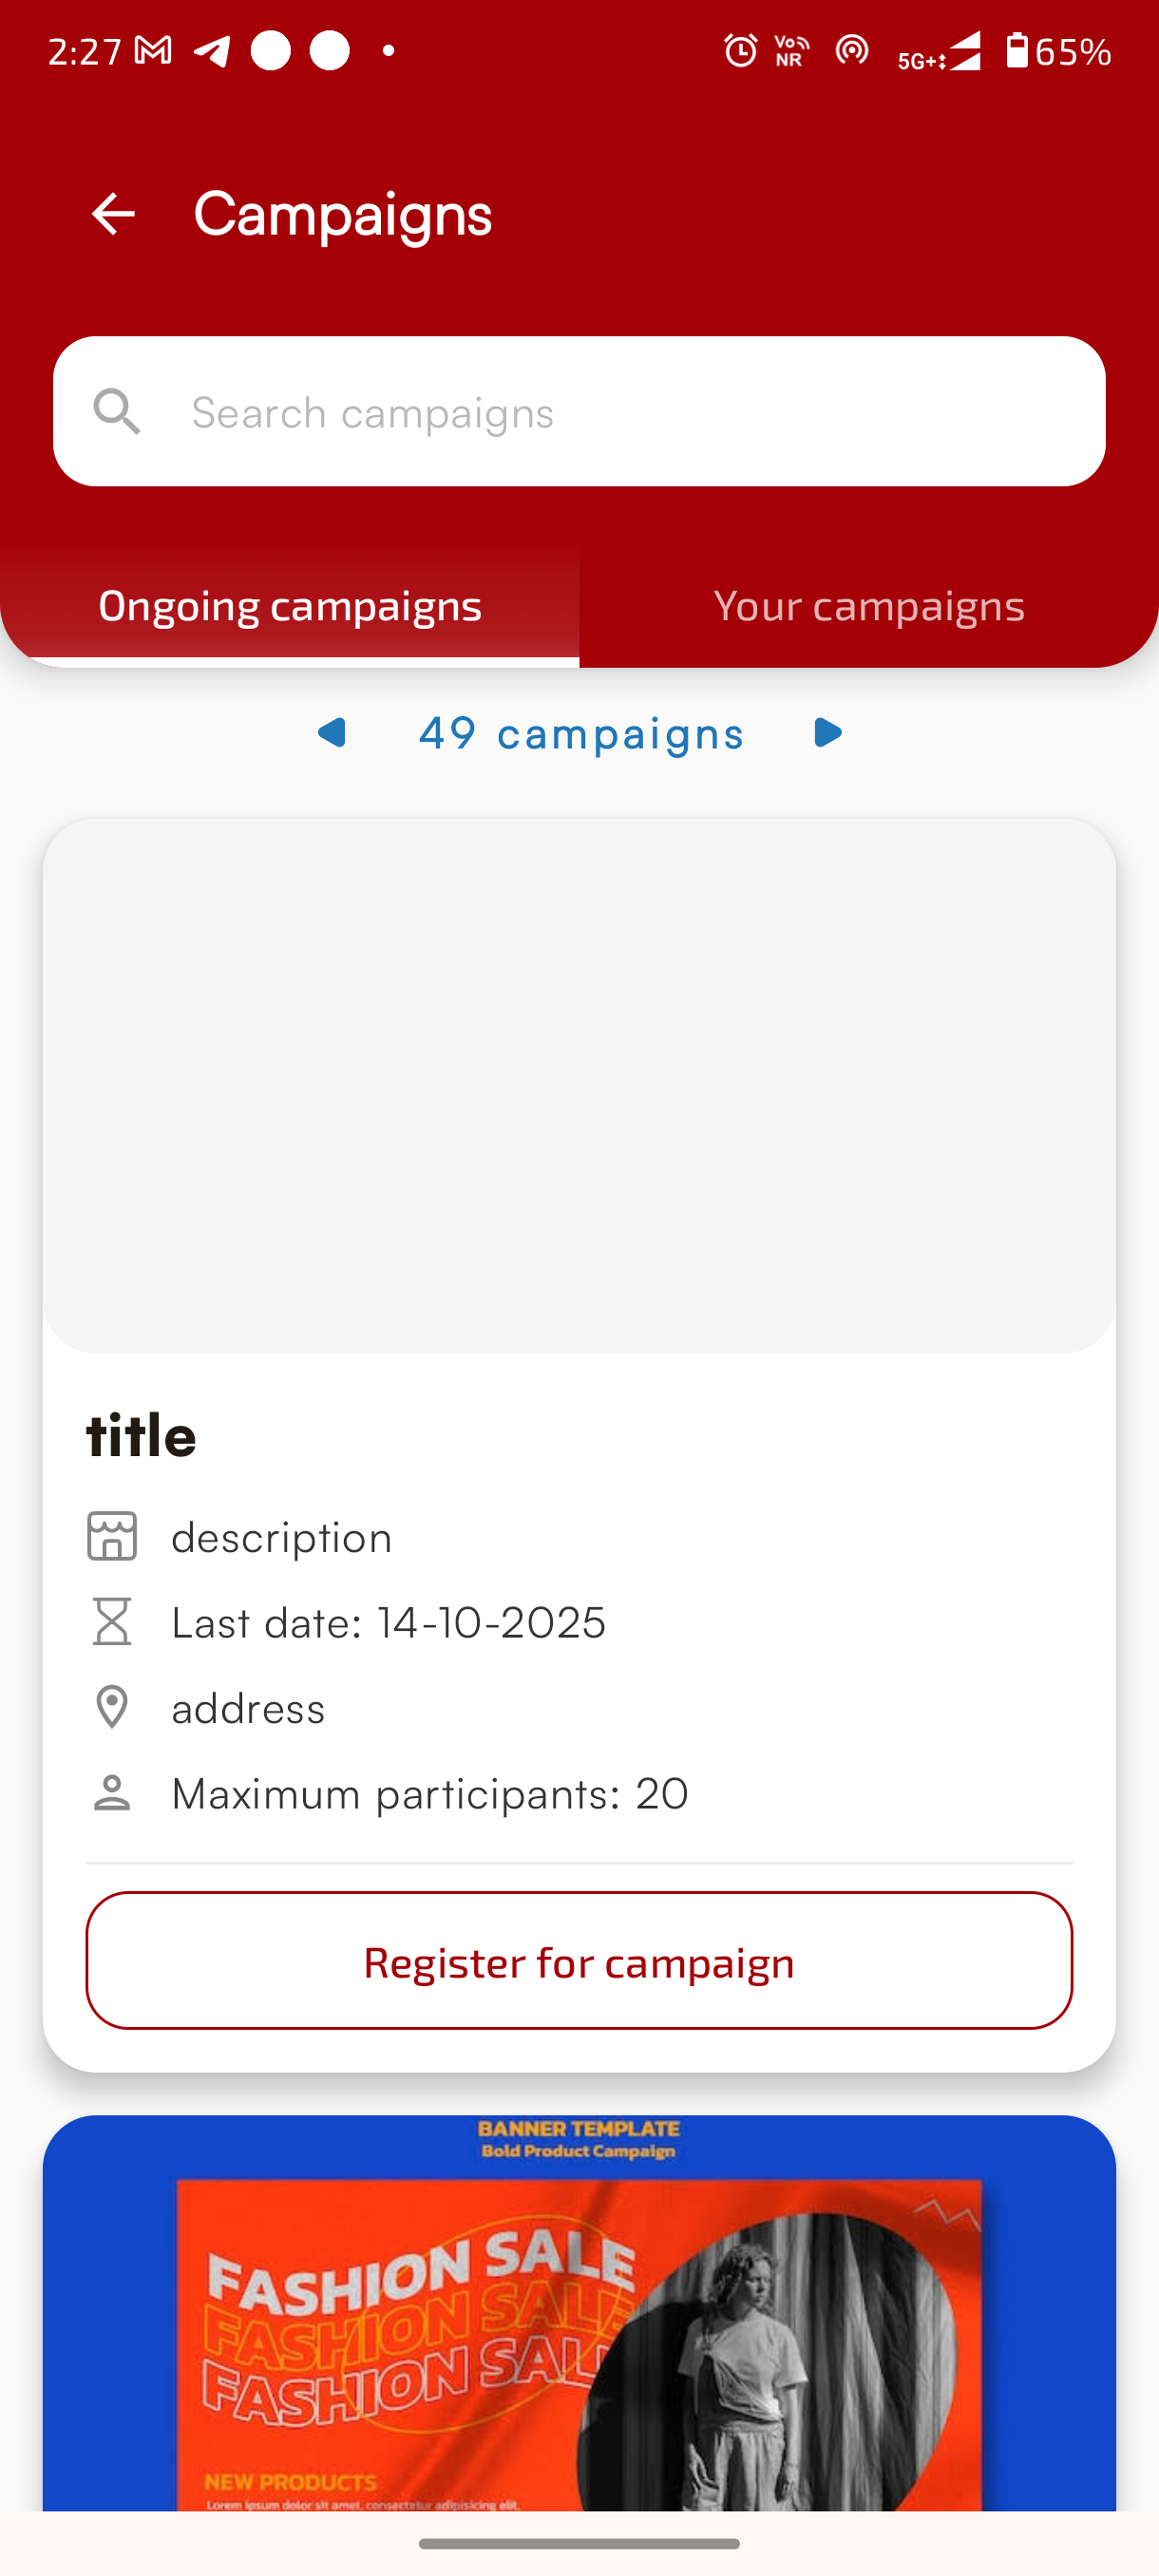 2:27
Vo NR 5G+ 65%
Campaigns
Search campaigns
Ongoing campaigns
Your campaigns
49 campaigns
title
description
Last date: 14-10-2025
address
Maximum participants: 20
Register for campaign
BANNER TEMPLATE
Bold Product Campaign
FASHION SALE
FASHION SALE
FASHION SALE
NEW PRODUCTS
Lorem ipsum dolor sit amet, consectetur adipisicing elit,